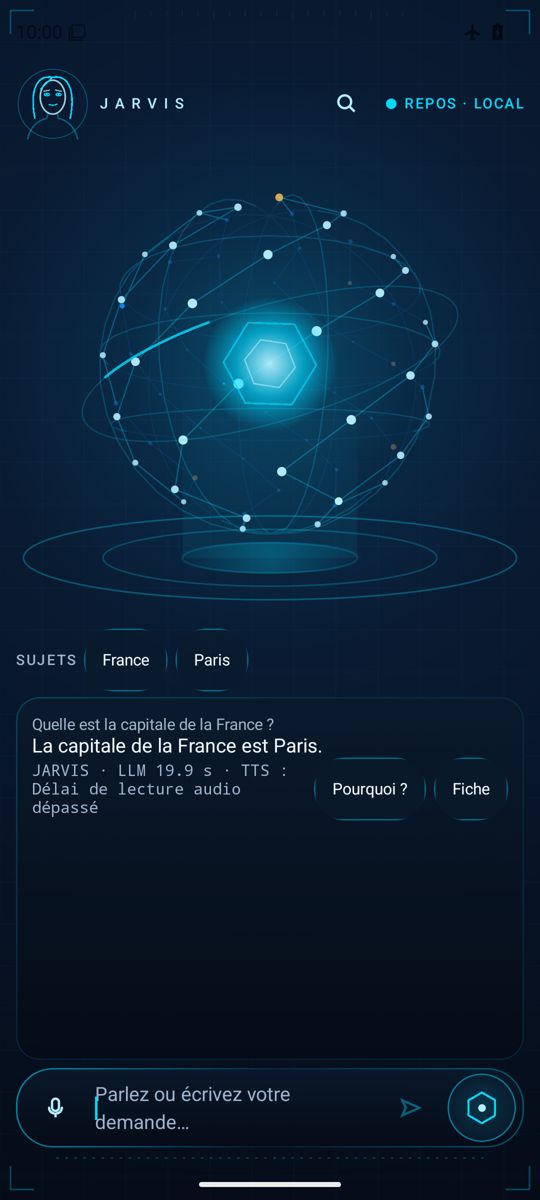 10:00
JARVIS
REPOS · LOCAL
SUJETS
France
Paris
Quelle est la capitale de la France ?
La capitale de la France est Paris.
JARVIS · LLM 19.9 s · TTS :
Délai de lecture audio
dépassé
Pourquoi ?
Fiche
Parlez ou écrivez votre
demande…